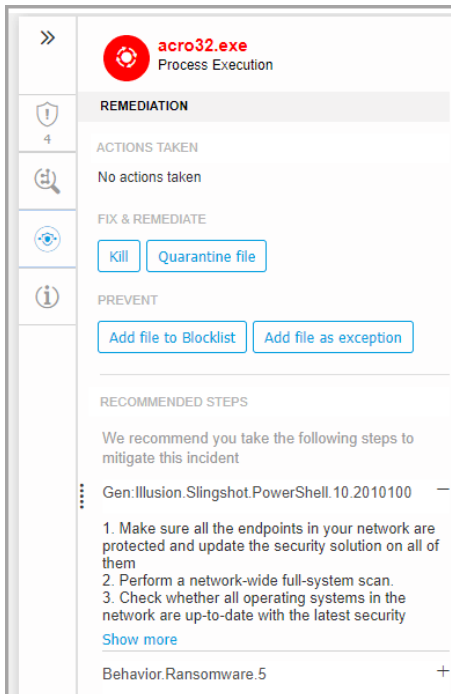 acro32.exe
Process Execution
REMEDIATION
4
ACTIONS TAKEN
No actions taken
FIX & REMEDIATE
Kill
Quarantine file
PREVENT
Add file to Blocklist
Add file as exception
RECOMMENDED STEPS
We recommend you take the following steps to
mitigate this incident
Gen:Illusion.Slingshot.PowerShell.10.2010100
1. Make sure all the endpoints in your network are
protected and update the security solution on all of
them
2. Perform a network-wide full-system scan.
3. Check whether all operating systems in the
network are up-to-date with the latest security
Show more
Behavior.Ransomware.5